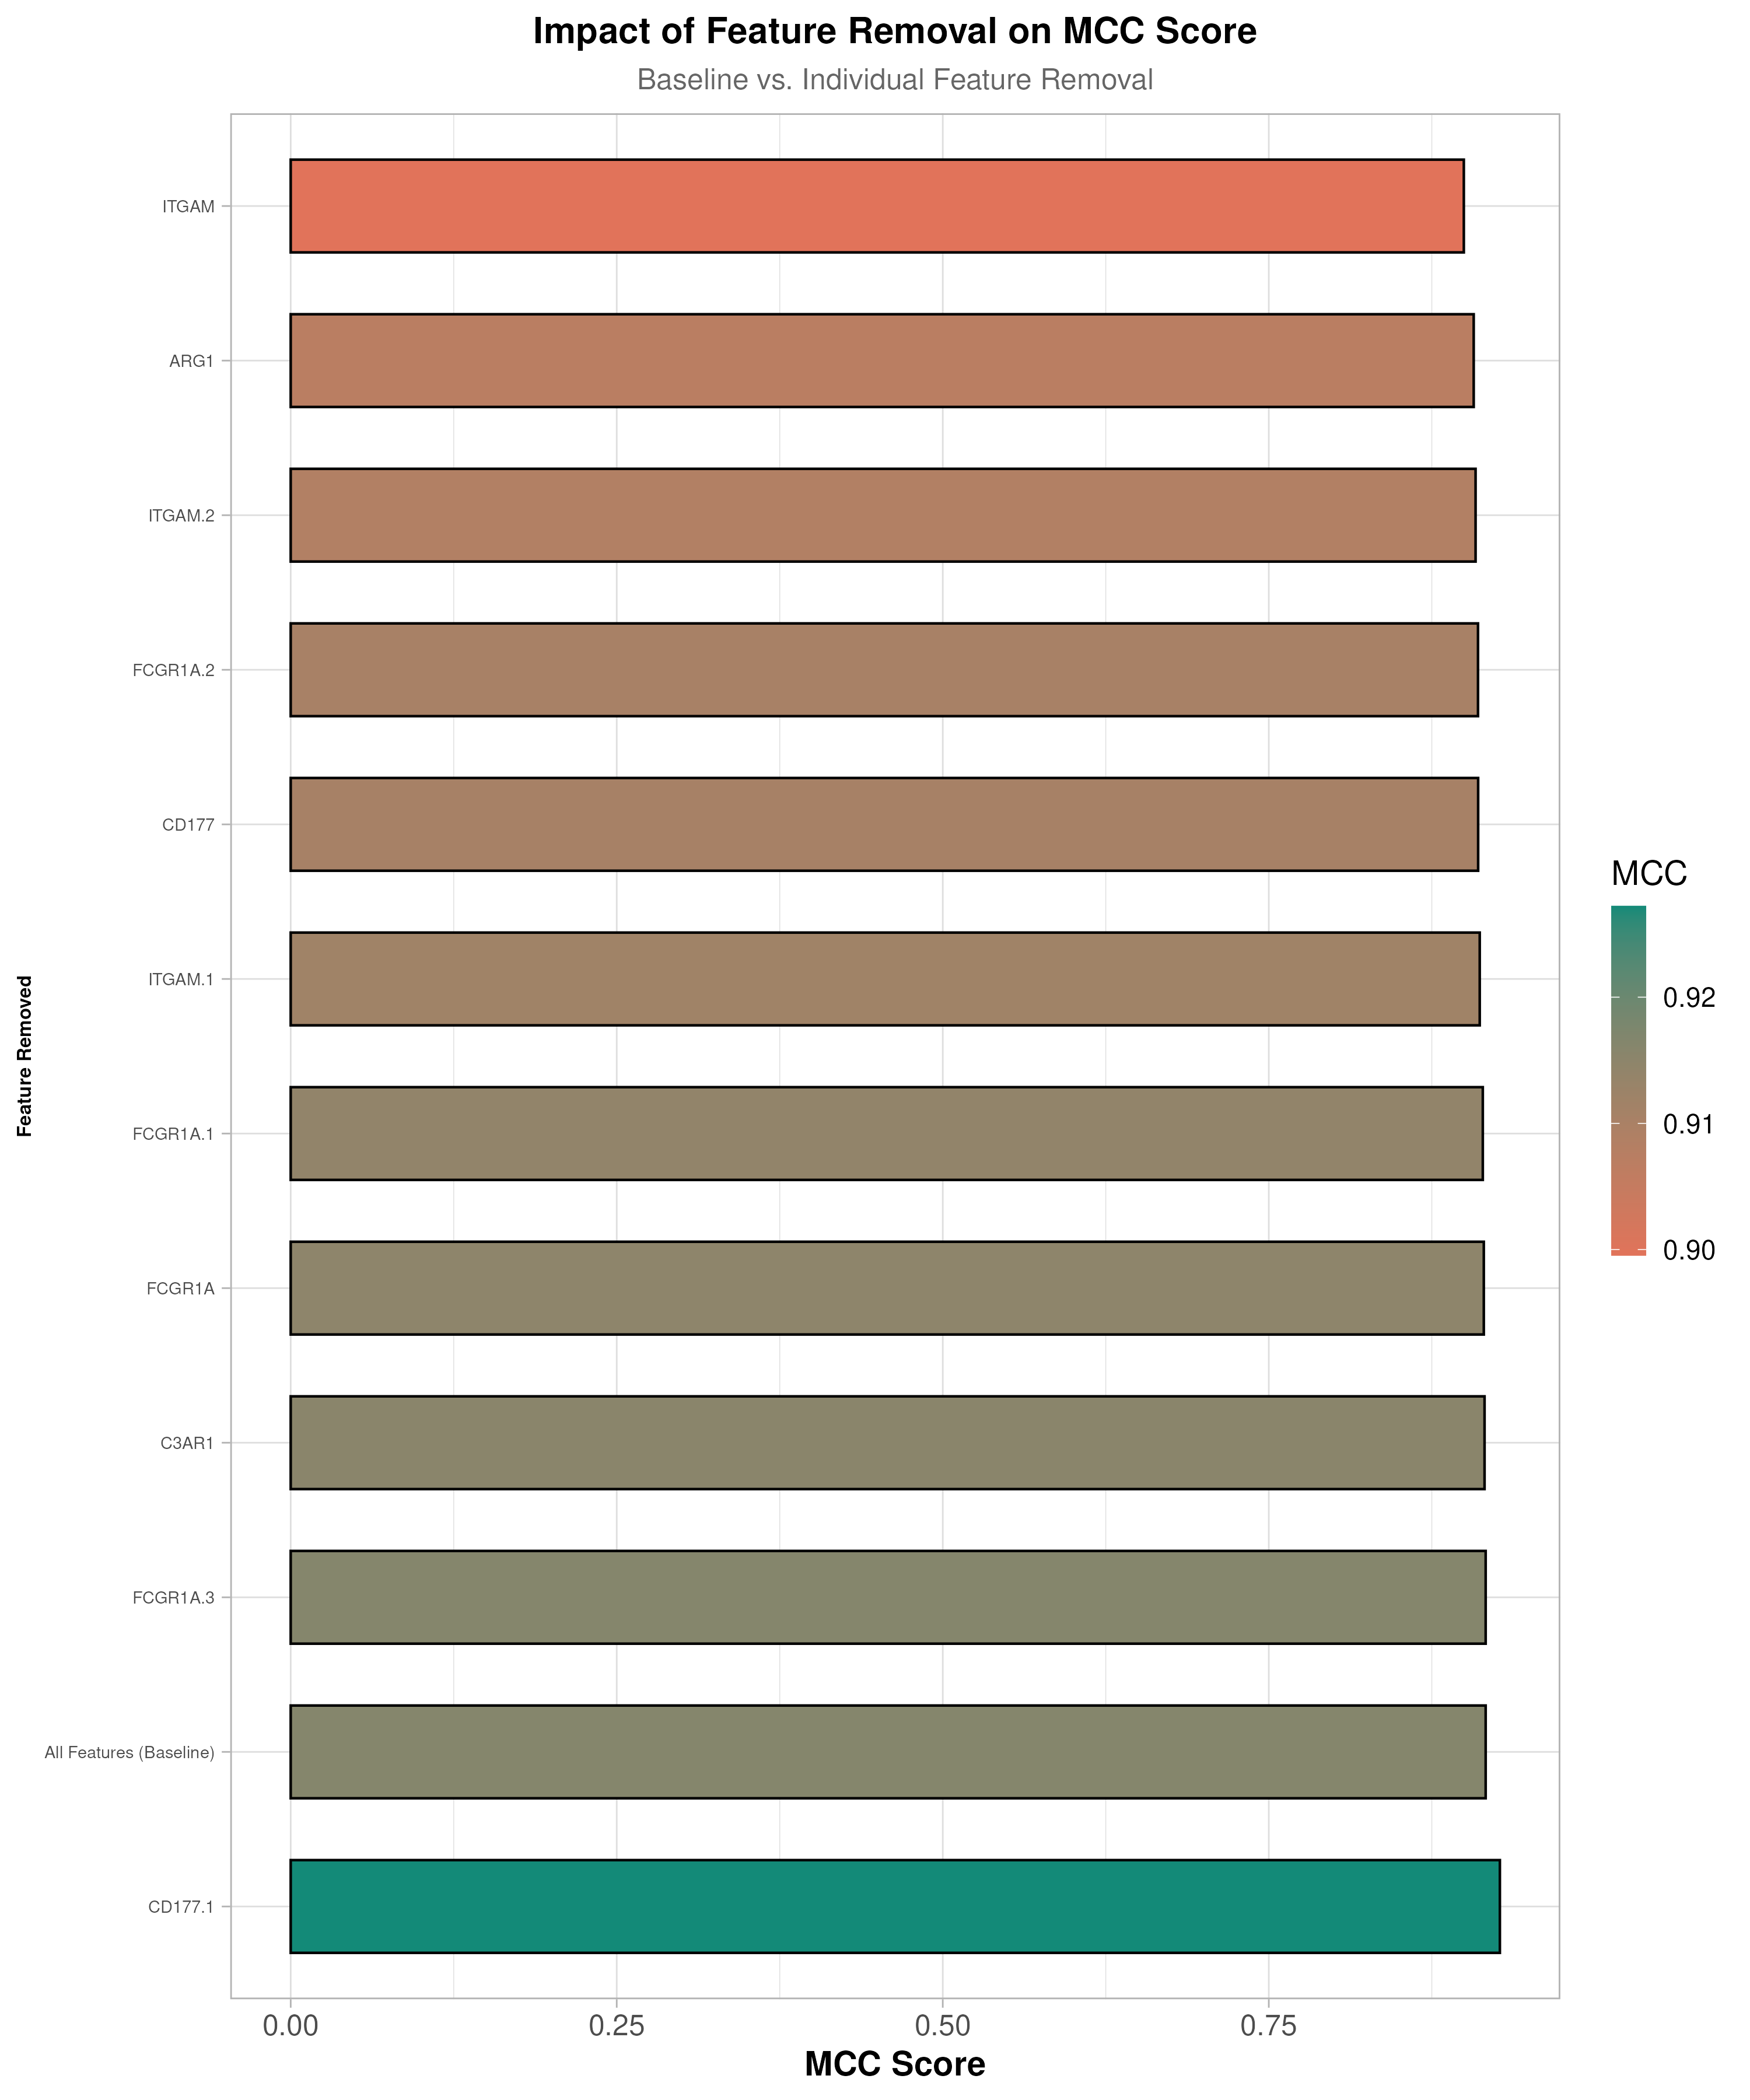 Impact of Feature Removal on MCC Score
Baseline vs. Individual Feature Removal
Feature Removed
ITGAM
ARG1
ITGAM.2
FCGR1A.2
CD177
ITGAM.1
FCGR1A.1
FCGR1A
C3AR1
FCGR1A.3
All Features (Baseline)
CD177.1
0.00 0.25 0.50 0.75
MCC Score
MCC
0.92
0.91
0.90